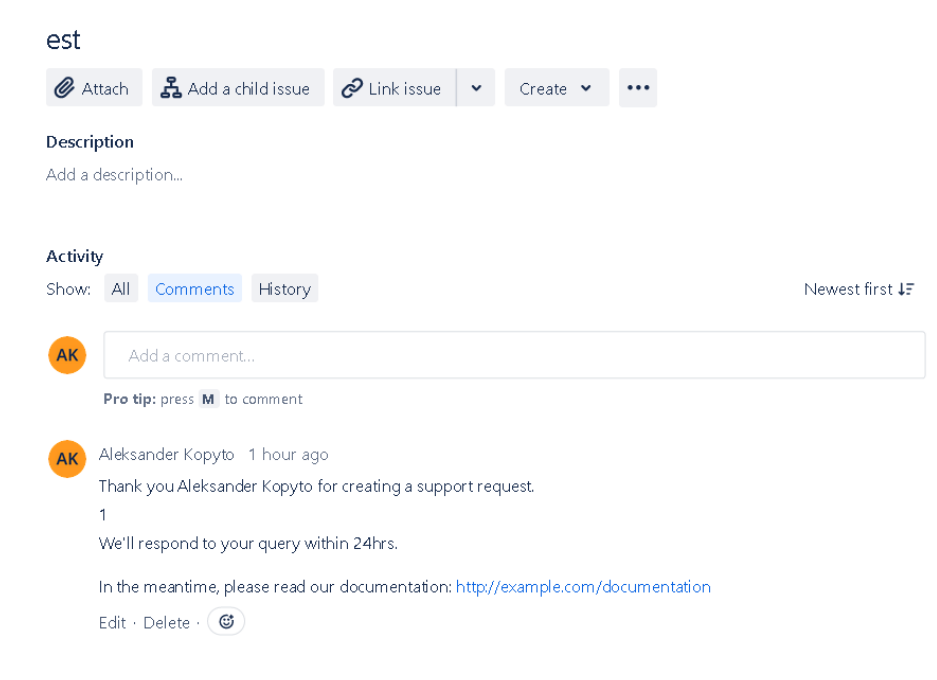 est
Attach Add a child issue Link issue Create
Description
Add a description...
Activity
Show: All Comments History Newest first
AK Add a comment...
Pro tip: press M to comment
AK Aleksander Kopyto 1 hour ago
Thank you Aleksander Kopyto for creating a support request.
1
We'll respond to your query within 24hrs.
In the meantime, please read our documentation: http://example.com/documentation
Edit · Delete ·